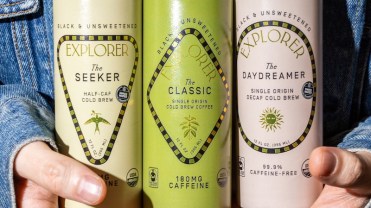 BLACK & UNSWEETENED
EXPLORER
The
SEEKER
HALF-CAF
COLD BREW
CAFFEINE
BLACK & UNSWEETENED
EXPLORER
The
CLASSIC
SINGLE ORIGIN
COLD BREW COFFEE
180MG
CAFFEINE
BLACK & UNSWEETENED
EXPLORER
The
DAYDREAMER
SINGLE ORIGIN
DECAF COLD BREW
99.9%
CAFFEINE-FREE